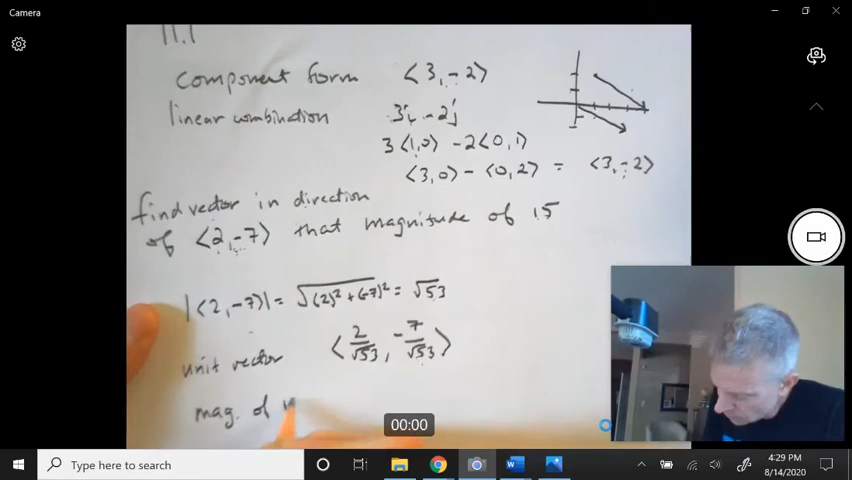 Camera
11.1
Component form <3, -2>
linear combination 3i - 2j
3<1,0> - 2<0,1>
<3,0> - <0,2> = <3,-2>
find vector in direction
of <2,-7> that magnitude of 15
|<2,-7>| = √(2)²+(-7)² = √53
unit vector <2/√53, -7/√53>
mag. of
00:00
Type here to search
4:29 PM
8/14/2020